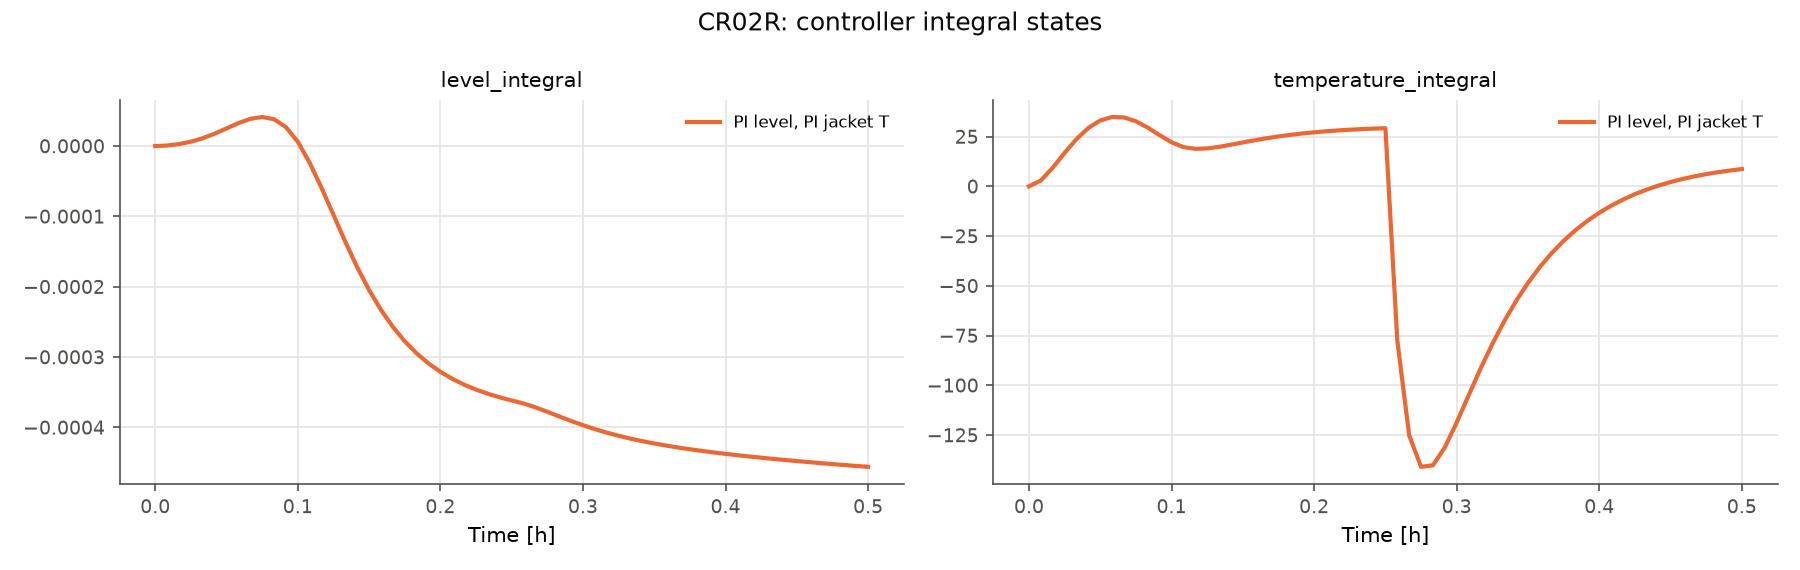 CR02R: controller integral states
level_integral
PI level, PI jacket T
0.0000
−0.0001
−0.0002
−0.0003
−0.0004
0.0 0.1 0.2 0.3 0.4 0.5
Time [h]
temperature_integral
PI level, PI jacket T
25
0
−25
−50
−75
−100
−125
0.0 0.1 0.2 0.3 0.4 0.5
Time [h]